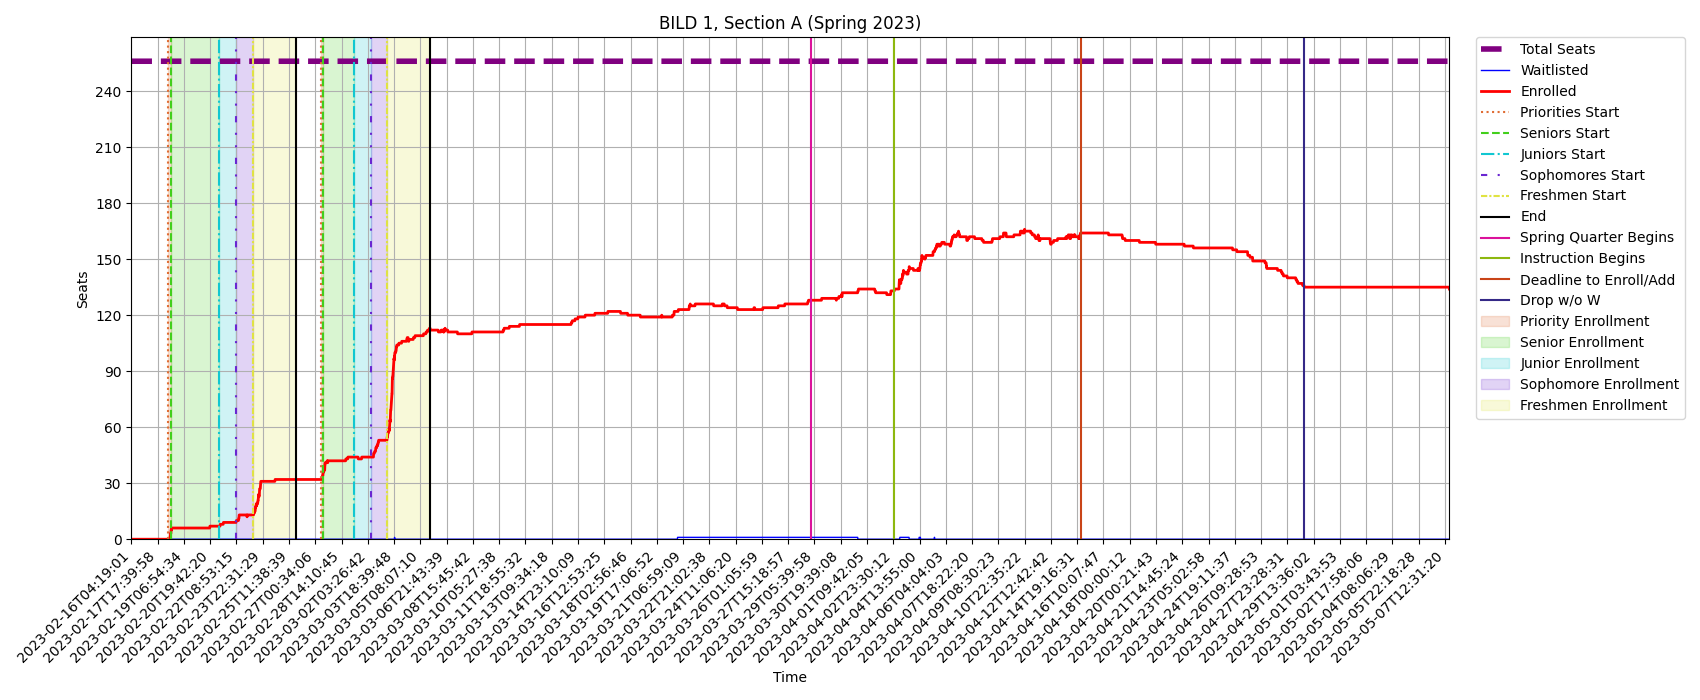 BILD 1, Section A (Spring 2023)
Total Seats
Waitlisted
Enrolled
Priorities Start
Seniors Start
Juniors Start
Sophomores Start
Freshmen Start
End
Spring Quarter Begins
Instruction Begins
Deadline to Enroll/Add
Drop w/o W
Priority Enrollment
Senior Enrollment
Junior Enrollment
Sophomore Enrollment
Freshmen Enrollment
Seats
240
210
180
150
120
90
60
30
0
2023-02-16T04:19:01
2023-02-17T17:39:58
2023-02-19T06:54:34
2023-02-20T19:42:20
2023-02-22T08:53:15
2023-02-23T22:31:29
2023-02-25T11:38:39
2023-02-27T00:34:06
2023-02-28T14:10:45
2023-03-02T03:26:42
2023-03-03T18:39:48
2023-03-05T08:07:10
2023-03-06T21:43:39
2023-03-08T15:45:42
2023-03-10T05:27:38
2023-03-11T18:55:32
2023-03-13T09:34:18
2023-03-14T23:10:09
2023-03-16T12:53:25
2023-03-18T02:56:46
2023-03-19T17:06:52
2023-03-21T06:59:09
2023-03-22T21:02:38
2023-03-24T11:06:20
2023-03-26T01:05:59
2023-03-27T15:18:57
2023-03-29T05:39:58
2023-03-30T19:39:08
2023-04-01T09:42:05
2023-04-02T23:30:12
2023-04-04T13:55:00
2023-04-06T04:04:03
2023-04-07T18:22:20
2023-04-09T08:30:23
2023-04-10T22:35:22
2023-04-12T12:42:42
2023-04-14T19:16:31
2023-04-16T10:07:47
2023-04-18T00:00:12
2023-04-20T00:21:43
2023-04-21T14:45:24
2023-04-23T05:02:58
2023-04-24T19:11:37
2023-04-26T09:28:53
2023-04-27T23:28:31
2023-04-29T13:36:02
2023-05-01T03:43:53
2023-05-02T17:58:06
2023-05-04T08:06:29
2023-05-05T22:18:28
2023-05-07T12:31:20
Time